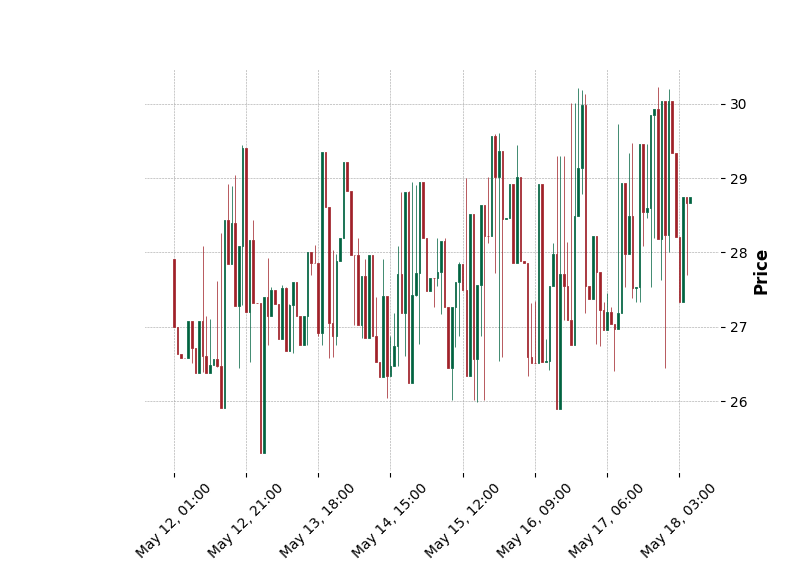 30
29
28
27
26
Price
May 12, 01:00
May 12, 21:00
May 13, 18:00
May 14, 15:00
May 15, 12:00
May 16, 09:00
May 17, 06:00
May 18, 03:00